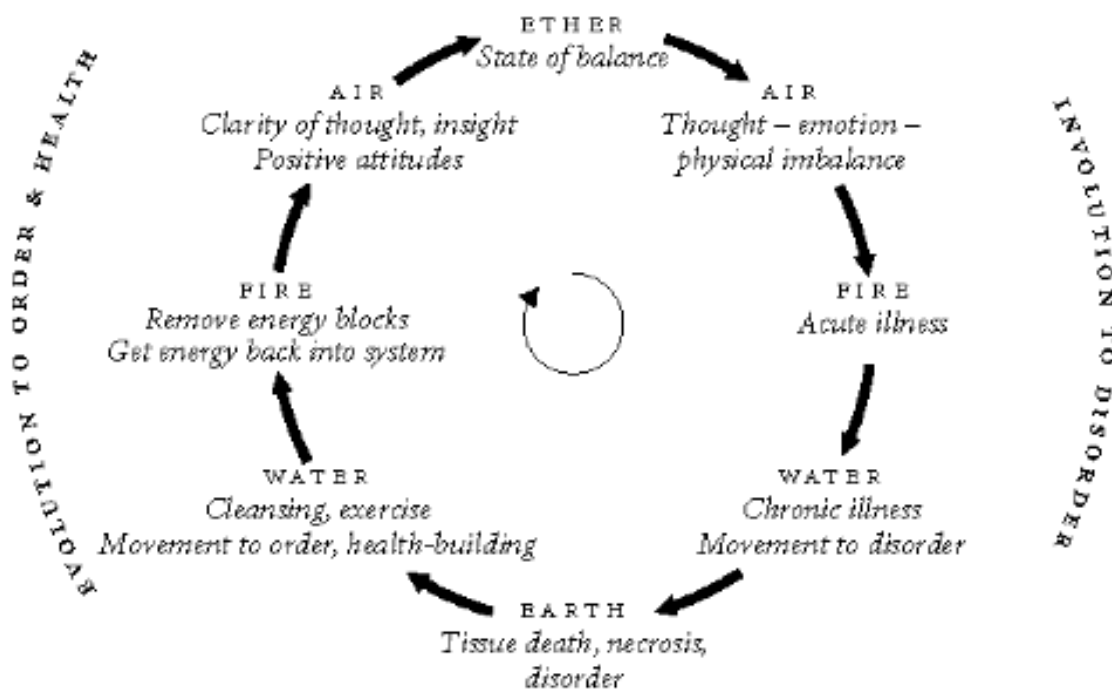 ETHER
State of balance
AIR
Thought – emotion –
physical imbalance
FIRE
Acute illness
WATER
Chronic illness
Movement to disorder
EARTH
Tissue death, necrosis,
disorder
WATER
Cleansing, exercise
Movement to order, health-building
FIRE
Remove energy blocks
Get energy back into system
AIR
Clarity of thought, insight
Positive attitudes
EVOLUTION TO ORDER & HEALTH
INVOLUTION TO DISORDER